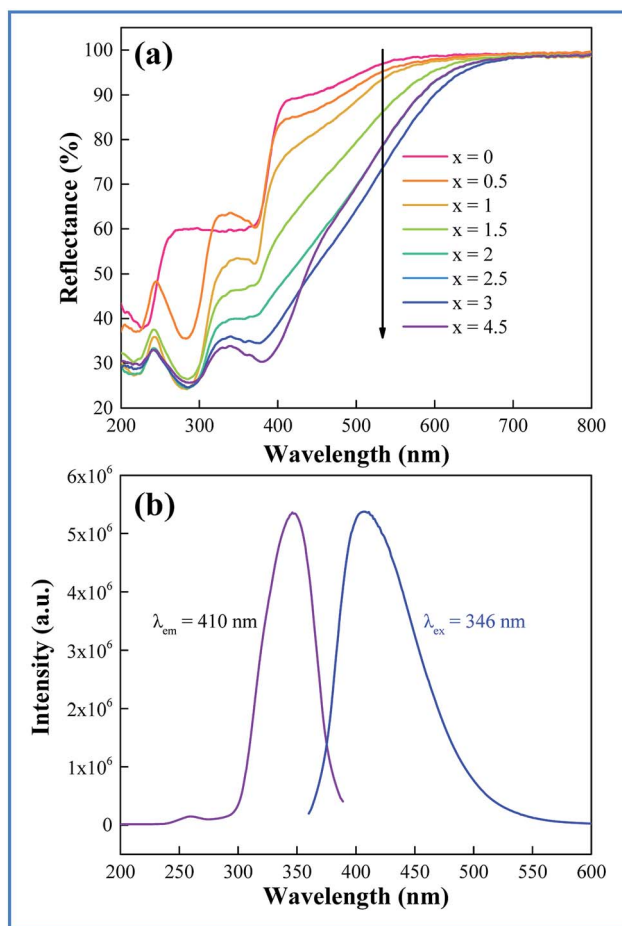 (a)
100
90
80
70
60
50
40
30
20
Reflectance (%)
x = 0
x = 0.5
x = 1
x = 1.5
x = 2
x = 2.5
x = 3
x = 4.5
200 300 400 500 600 700 800
Wavelength (nm)
(b)
6x10⁶
5x10⁶
4x10⁶
3x10⁶
2x10⁶
1x10⁶
0
Intensity (a.u.)
λem = 410 nm
λex = 346 nm
200 250 300 350 400 450 500 550 600
Wavelength (nm)